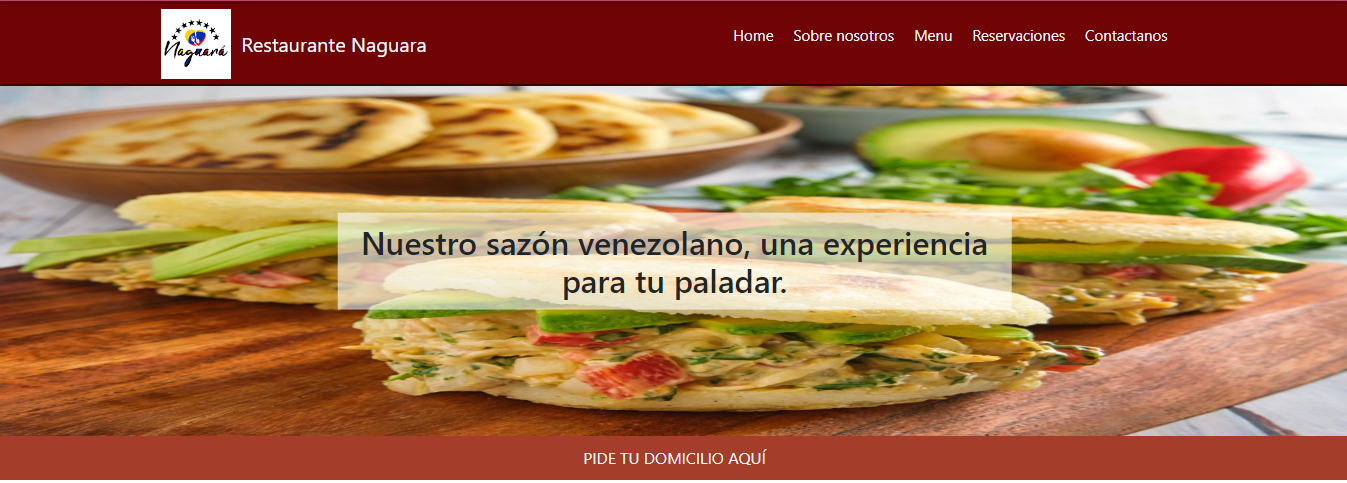 Naguará
Restaurante Naguara
Home
Sobre nosotros
Menu
Reservaciones
Contactanos
Nuestro sazón venezolano, una experiencia
para tu paladar.
PIDE TU DOMICILIO AQUÍ